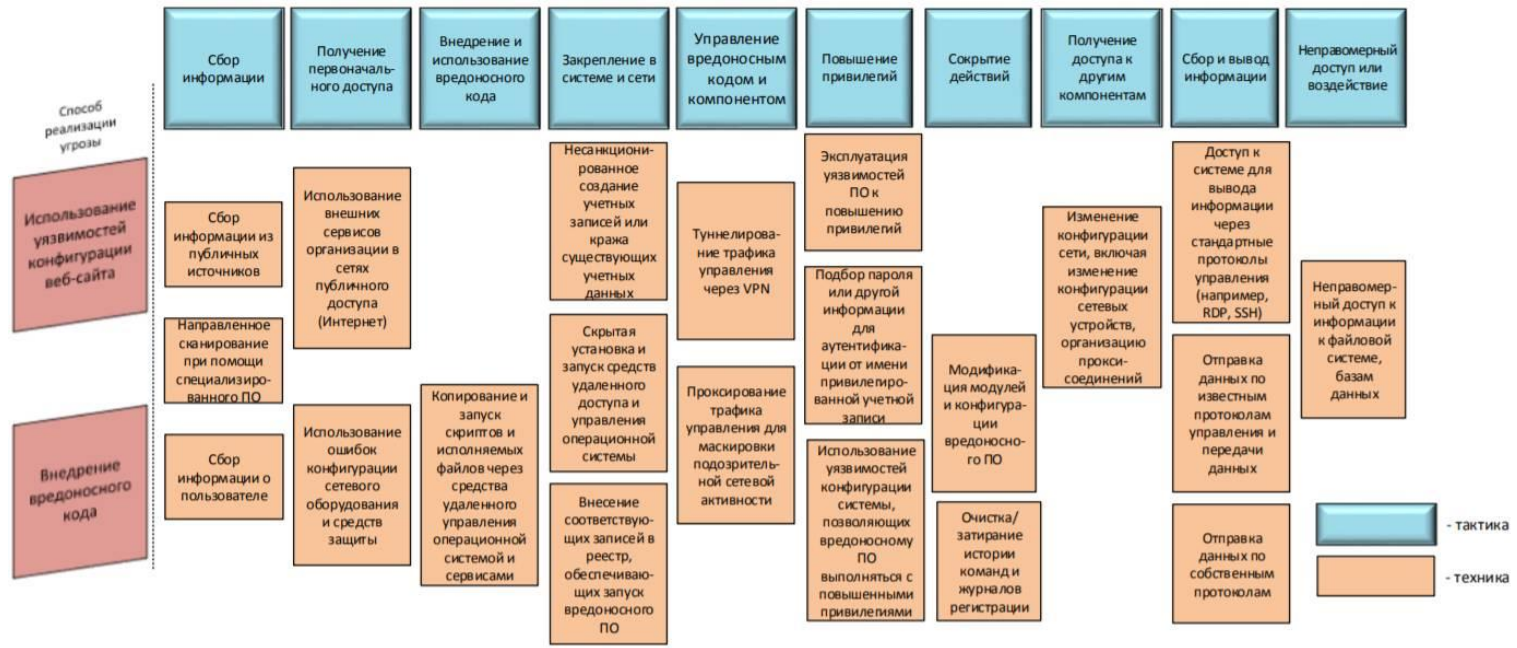 Сбор
информации
Получение
первоначаль-
ного доступа
Внедрение и
использование
вредоносного
кода
Закрепление в
системе и сети
Управление
вредоносным
кодом и
компонентом
Повышение
привилегий
Сокрытие
действий
Получение
доступа к
другим
компонентам
Сбор и вывод
информации
Неправомерный
доступ или
воздействие
Способ
реализации
угрозы
Использование
уязвимостей
конфигурации
веб-сайта
Внедрение
вредоносного
кода
Сбор
информации из
публичных
источников
Направленное
сканирование
при помощи
специализиро-
ванного ПО
Сбор
информации о
пользователе
Использование
внешних
сервисов
организации в
сетях
публичного
доступа
(Интернет)
Использование
ошибок
конфигурации
сетевого
оборудования
и средств
защиты
Копирование и
запуск
скриптов и
исполняемых
файлов через
средства
удаленного
управления
операционной
системой и
сервисами
Несанкциони-
рованное
создание
учетных
записей или
кража
существующих
учетных
данных
Скрытая
установка и
запуск средств
удаленного
доступа и
управления
операционной
системы
Внесение
соответствую-
щих записей в
реестр,
обеспечиваю-
щих запуск
вредоносного
ПО
Туннелирова-
ние трафика
управления
через VPN
Проксирование
трафика
управления для
маскировки
подозритель-
ной сетевой
активности
Эксплуатация
уязвимостей
ПО к
повышению
привилегий
Подбор пароля
или другой
информации
для
аутентифика-
ции от имени
привилегиро-
ванной учетной
записи
Использование
уязвимостей
конфигурации
системы,
позволяющих
вредоносному
ПО
выполняться с
повышенными
привилегиями
Модифика-
ция модулей
и конфигура-
ции
вредоносно-
го ПО
Очистка/
затирание
истории
команд и
журналов
регистрации
Изменение
конфигурации
сети, включая
изменение
конфигурации
сетевых
устройств,
организацию
прокси-
соединений
Доступ к
системе для
вывода
информации
через
стандартные
протоколы
управления
(например,
RDP, SSH)
Отправка
данных по
известным
протоколам
управления и
передачи
данных
Отправка
данных по
собственным
протоколам
Неправомер-
ный доступ к
информации
к файловой
системе,
базам
данных
- тактика
- техника